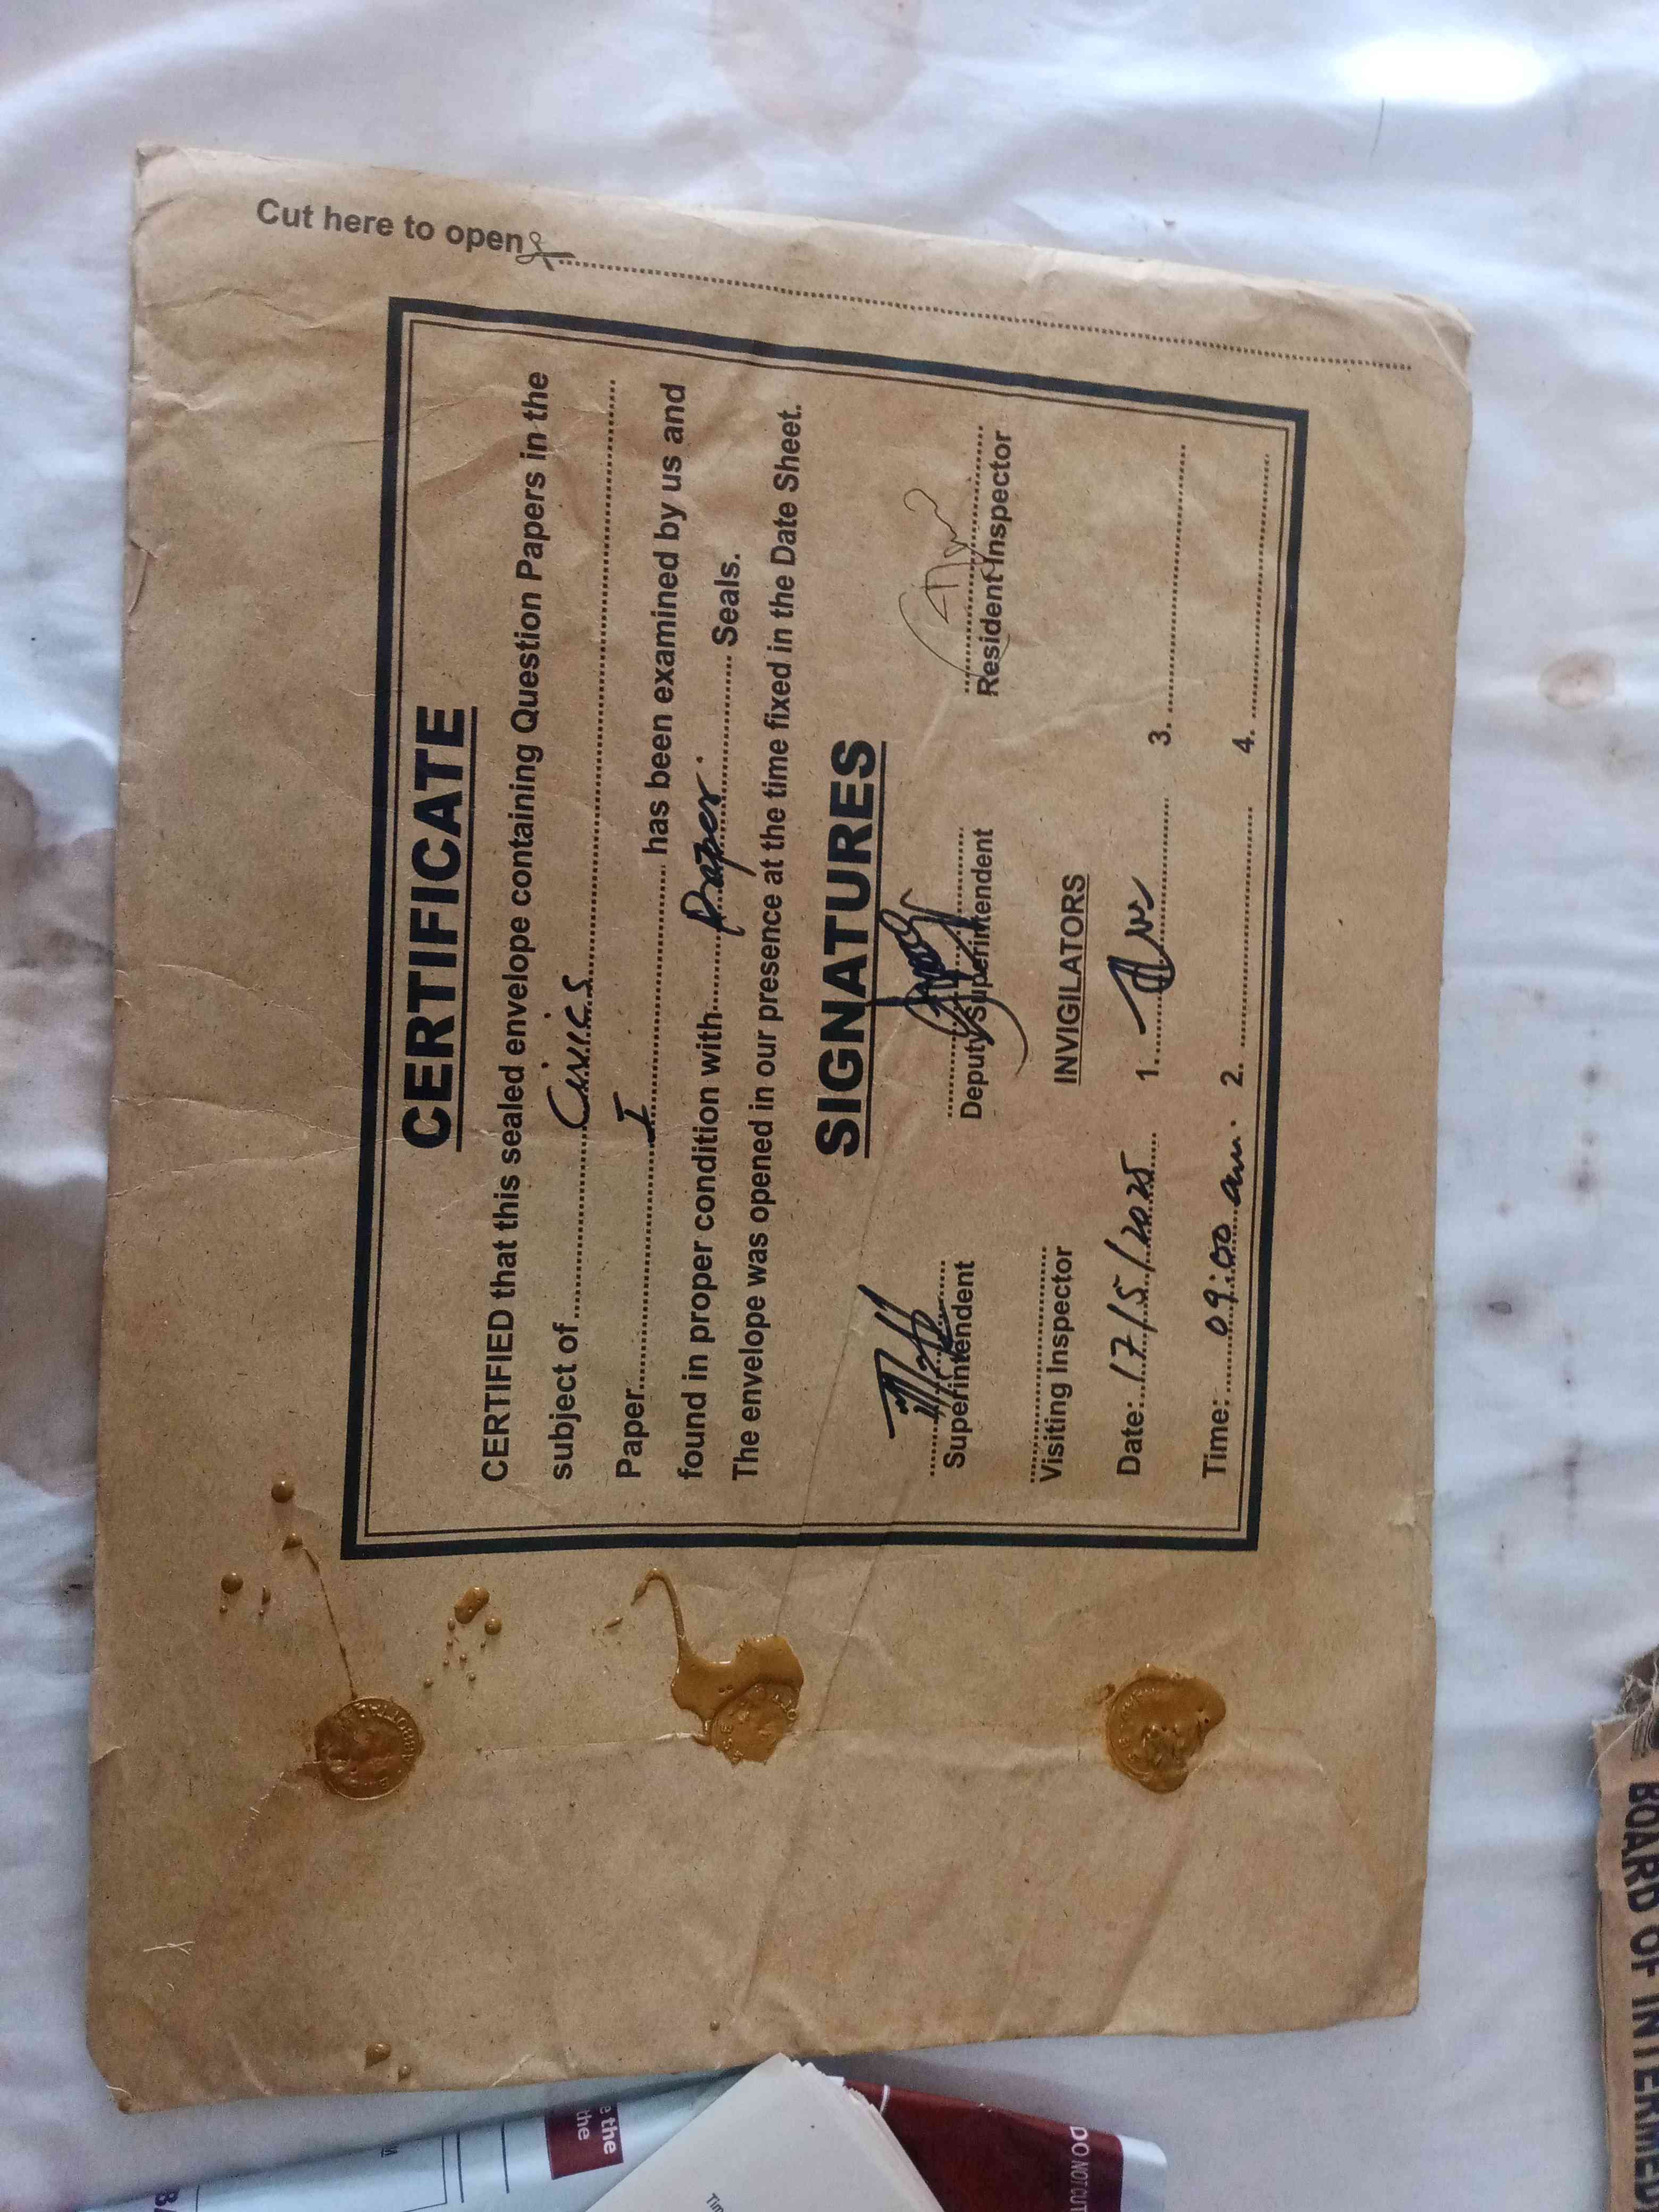 Cut here to open
CERTIFICATE
CERTIFIED that this sealed envelope containing Question Papers in the
subject of Civics
Paper I has been examined by us and
found in proper condition with Proper. Seals.
The envelope was opened in our presence at the time fixed in the Date Sheet.
SIGNATURES
Superintendent Deputy Superintendent Resident Inspector
Visiting Inspector INVIGILATORS
Date: 17/5/2025 1. 3.
Time: 09:00 am. 2. 4.
BOARD OF INTERMED
DO NOT CUT
e the
the
Tim
BA